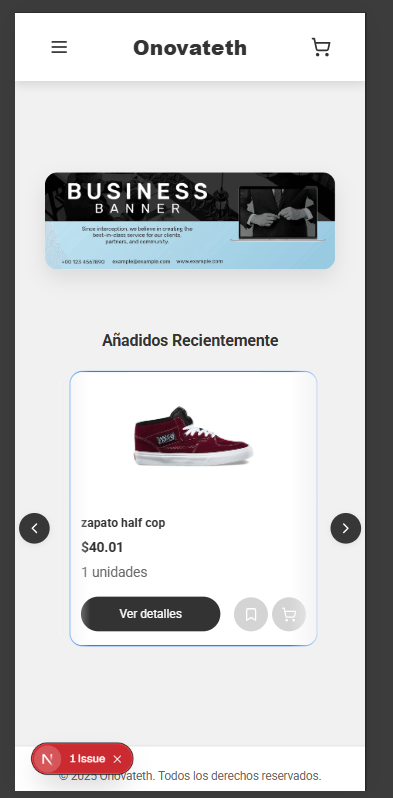 Onovateth
BUSINESS
BANNER
Since interception, we believe in creating the
best-in-class service for our clients,
partners, and community.
+00 123 4567890 example@example.com www.example.com
Añadidos Recientemente
zapato half cop
$40.01
1 unidades
Ver detalles
N 1 Issue
© 2025 Onovateth. Todos los derechos reservados.